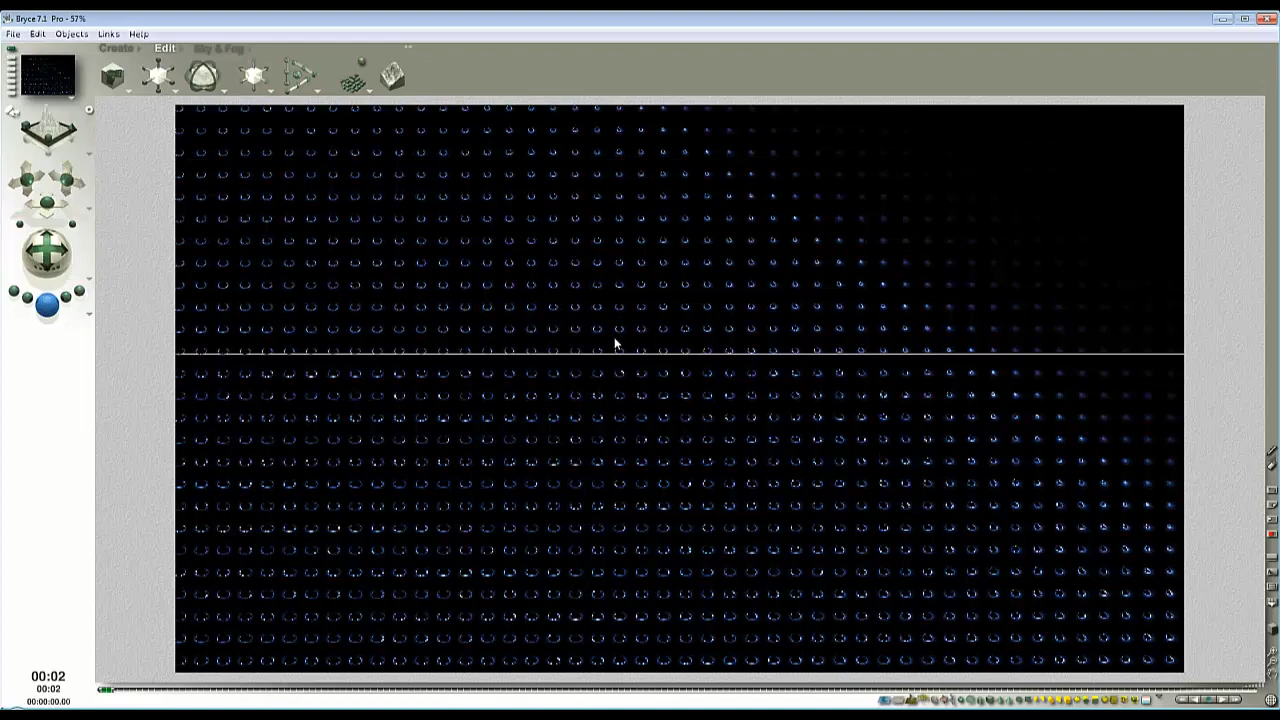 Bryce 7.1 Pro - 57%
File Edit Objects Links Help
Create Edit Sky & Fog
00:02
00:02
00:00:00.00